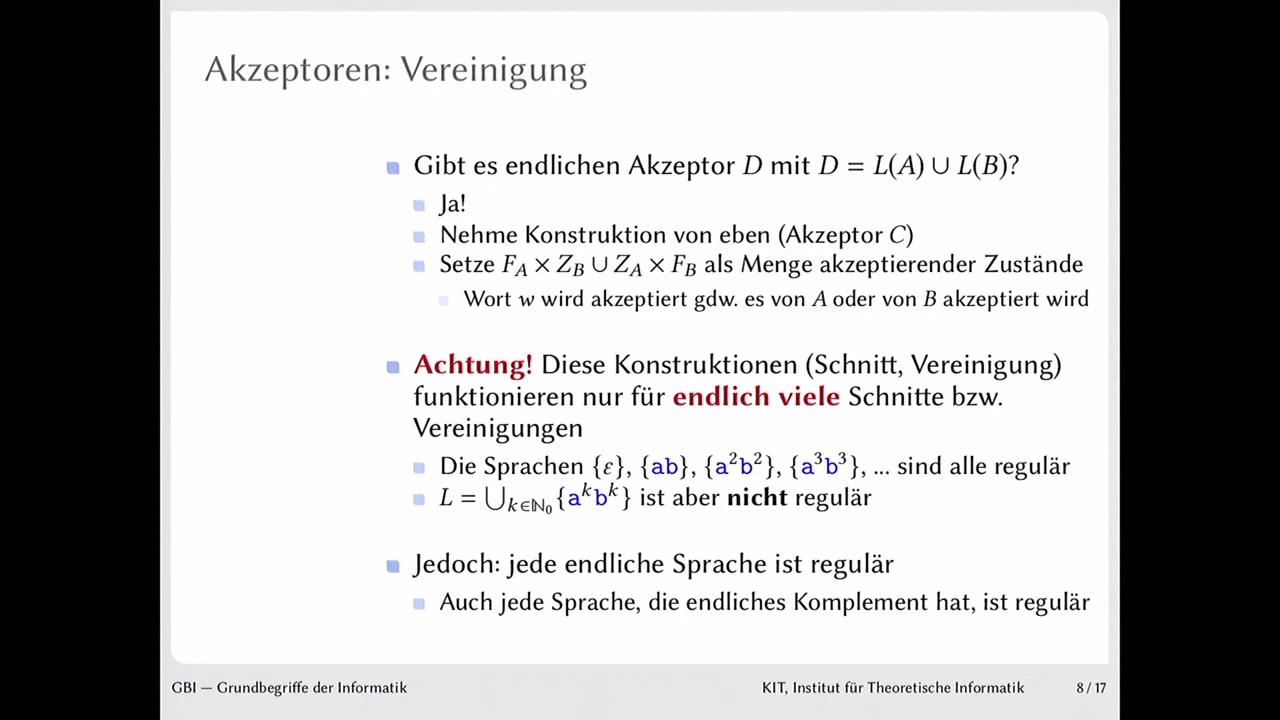 Akzeptoren: Vereinigung
Gibt es endlichen Akzeptor D mit D = L(A) ∪ L(B)?
Ja!
Nehme Konstruktion von eben (Akzeptor C)
Setze F_A × Z_B ∪ Z_A × F_B als Menge akzeptierender Zustände
Wort w wird akzeptiert gdw. es von A oder von B akzeptiert wird
Achtung! Diese Konstruktionen (Schnitt, Vereinigung)
funktionieren nur für endlich viele Schnitte bzw.
Vereinigungen
Die Sprachen {ε}, {ab}, {a²b²}, {a³b³}, ... sind alle regulär
L = ⋃_{k∈ℕ₀}{aᵏbᵏ} ist aber nicht regulär
Jedoch: jede endliche Sprache ist regulär
Auch jede Sprache, die endliches Komplement hat, ist regulär
GBI — Grundbegriffe der Informatik
KIT, Institut für Theoretische Informatik
8 / 17